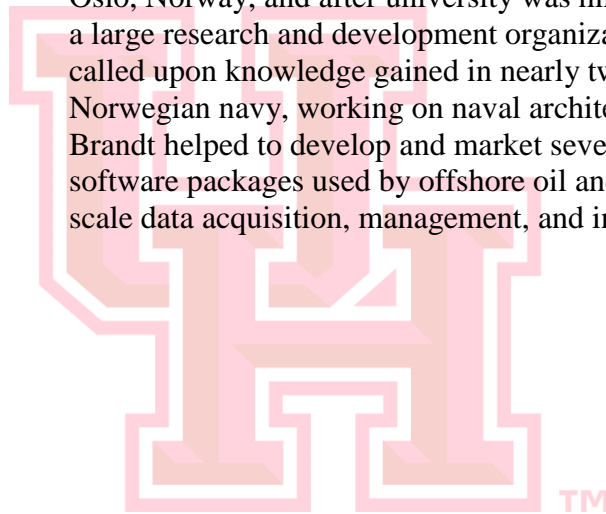 Oslo, Norway, and after university was
a large research and development
called upon knowledge gained in nearly
Norwegian navy, working on naval
Brandt helped to develop and market
software packages used by offshore oil
scale data acquisition, management, and
UH
TM